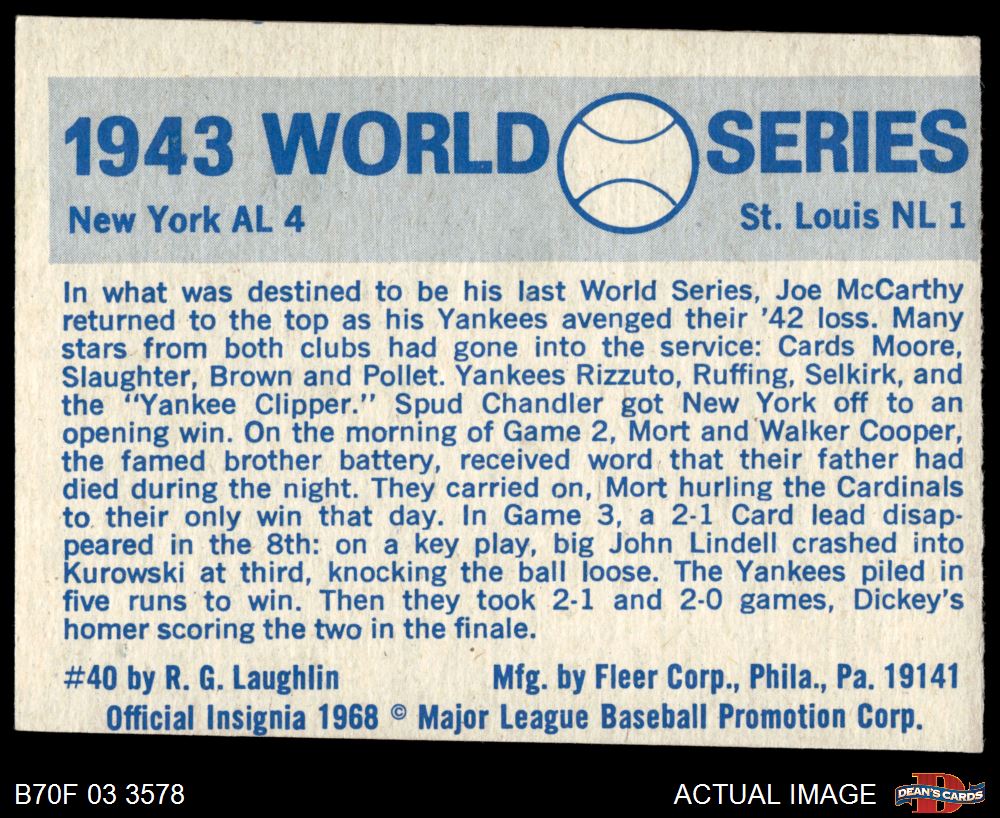 1943 WORLD SERIES
New York AL 4 St. Louis NL 1
In what was destined to be his last World Series, Joe McCarthy
returned to the top as his Yankees avenged their '42 loss. Many
stars from both clubs had gone into the service: Cards Moore,
Slaughter, Brown and Pollet. Yankees Rizzuto, Ruffing, Selkirk, and
the "Yankee Clipper." Spud Chandler got New York off to an
opening win. On the morning of Game 2, Mort and Walker Cooper,
the famed brother battery, received word that their father had
died during the night. They carried on, Mort hurling the Cardinals
to their only win that day. In Game 3, a 2-1 Card lead disap-
peared in the 8th: on a key play, big John Lindell crashed into
Kurowski at third, knocking the ball loose. The Yankees piled in
five runs to win. Then they took 2-1 and 2-0 games, Dickey's
homer scoring the two in the finale.
#40 by R. G. Laughlin Mfg. by Fleer Corp., Phila., Pa. 19141
Official Insignia 1968 © Major League Baseball Promotion Corp.
B70F 03 3578 ACTUAL IMAGE D DEAN'S CARDS